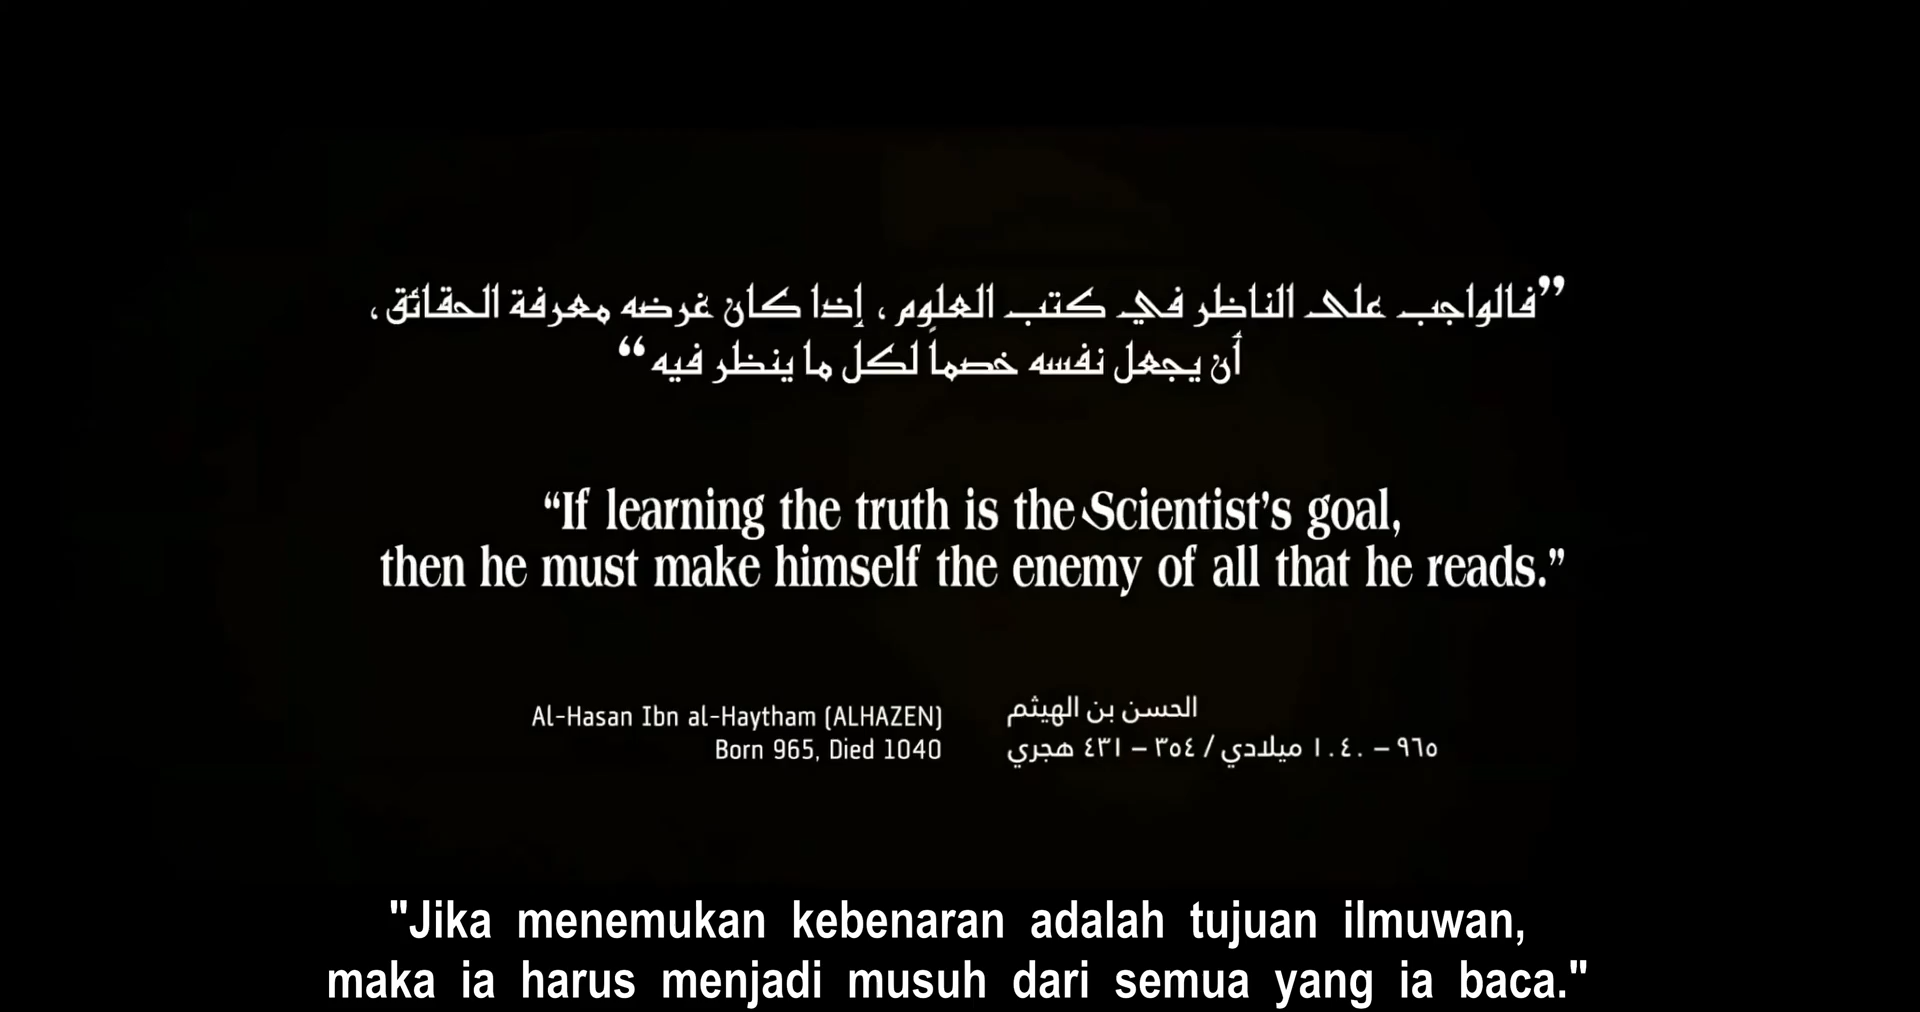 ”فالواجب على الناظر في كتب العلوم ، إذا كان غرضه معرفة الحقائق ،
أن يجعل نفسه خصماً لكل ما ينظر فيه“
“If learning the truth is the Scientist’s goal,
then he must make himself the enemy of all that he reads.”
Al-Hasan Ibn al-Haytham (ALHAZEN)
Born 965, Died 1040
الحسن بن الهيثم
٩٦٥ – ١٠٤٠ ميلادي / ٣٥٤ – ٤٣١ هجري
"Jika menemukan kebenaran adalah tujuan ilmuwan,
maka ia harus menjadi musuh dari semua yang ia baca."